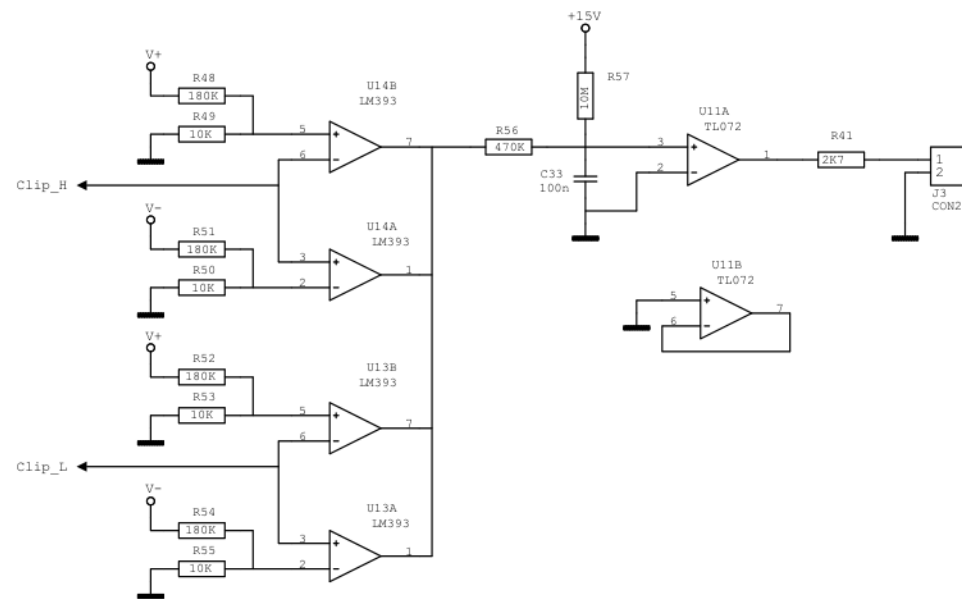 +15V
V+
R48
180K
R49
10K
U14B
LM393
5
6
7
R56
470K
R57
10M
C33
100n
U11A
TL072
3
2
1
R41
2K7
1
2
J3
CON2
Clip_H
V-
R51
180K
R50
10K
U14A
LM393
3
2
1
U11B
TL072
5
6
7
V+
R52
180K
R53
10K
U13B
LM393
5
6
7
Clip_L
V-
R54
180K
R55
10K
U13A
LM393
3
2
1